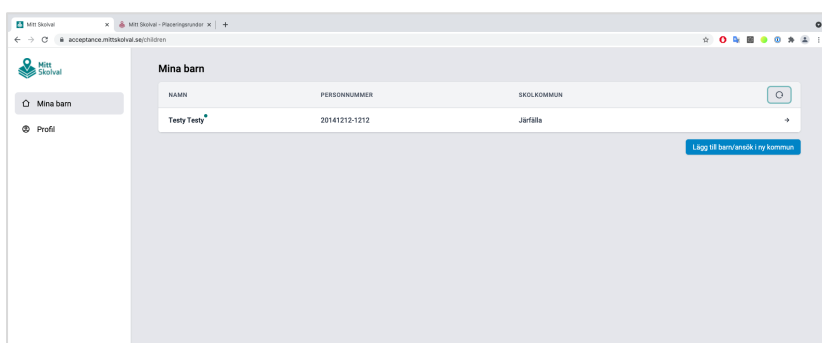 Mitt Skolval
Mitt Skolval - Placeringsrundor
acceptance.mittskolval.se/children
Mitt
Skolval
Mina barn
Profil
Mina barn
NAMN PERSONNUMMER SKOLKOMMUN
Testy Testy 20141212-1212 Järfälla
Lägg till barn/ansök i ny kommun